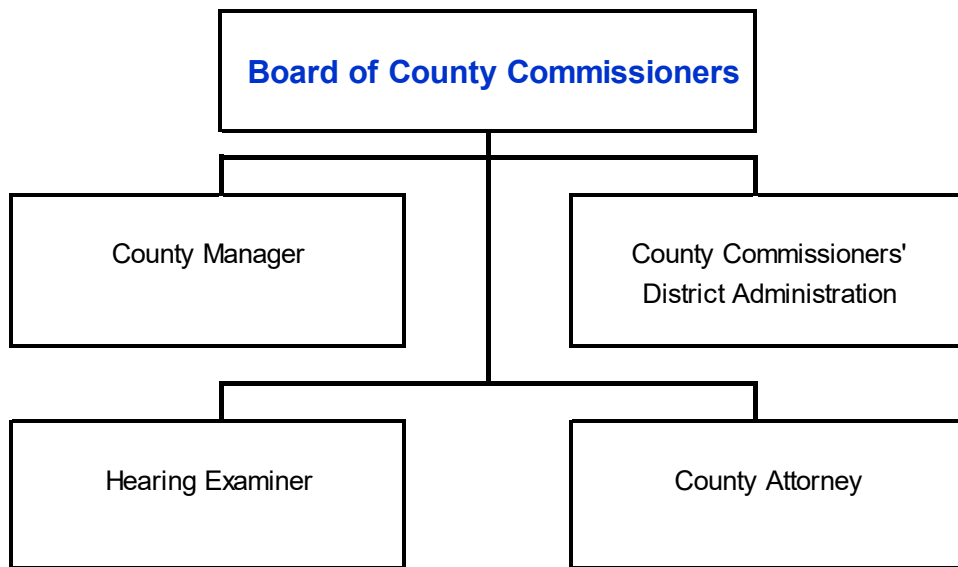 Board of County Commissioners
County Manager
County Commissioners'
District Administration
Hearing Examiner
County Attorney